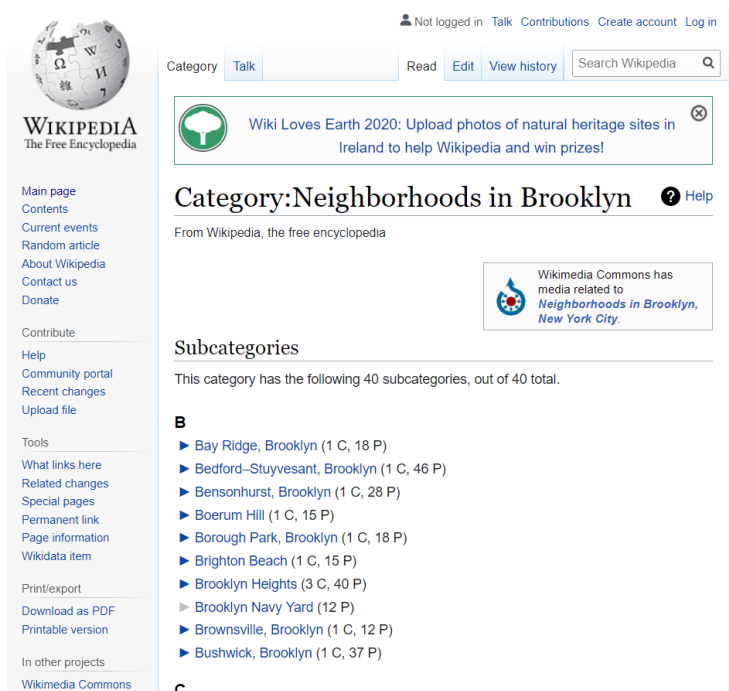 Not logged in Talk Contributions Create account Log in
Category Talk Read Edit View history Search Wikipedia
WIKIPEDIA
The Free Encyclopedia
Main page
Contents
Current events
Random article
About Wikipedia
Contact us
Donate
Contribute
Help
Community portal
Recent changes
Upload file
Tools
What links here
Related changes
Special pages
Permanent link
Page information
Wikidata item
Print/export
Download as PDF
Printable version
In other projects
Wikimedia Commons
Wiki Loves Earth 2020: Upload photos of natural heritage sites in
Ireland to help Wikipedia and win prizes!
Category:Neighborhoods in Brooklyn
? Help
From Wikipedia, the free encyclopedia
Wikimedia Commons has
media related to
Neighborhoods in Brooklyn,
New York City.
Subcategories
This category has the following 40 subcategories, out of 40 total.
B
► Bay Ridge, Brooklyn (1 C, 18 P)
► Bedford–Stuyvesant, Brooklyn (1 C, 46 P)
► Bensonhurst, Brooklyn (1 C, 28 P)
► Boerum Hill (1 C, 15 P)
► Borough Park, Brooklyn (1 C, 18 P)
► Brighton Beach (1 C, 15 P)
► Brooklyn Heights (3 C, 40 P)
► Brooklyn Navy Yard (12 P)
► Brownsville, Brooklyn (1 C, 12 P)
► Bushwick, Brooklyn (1 C, 37 P)